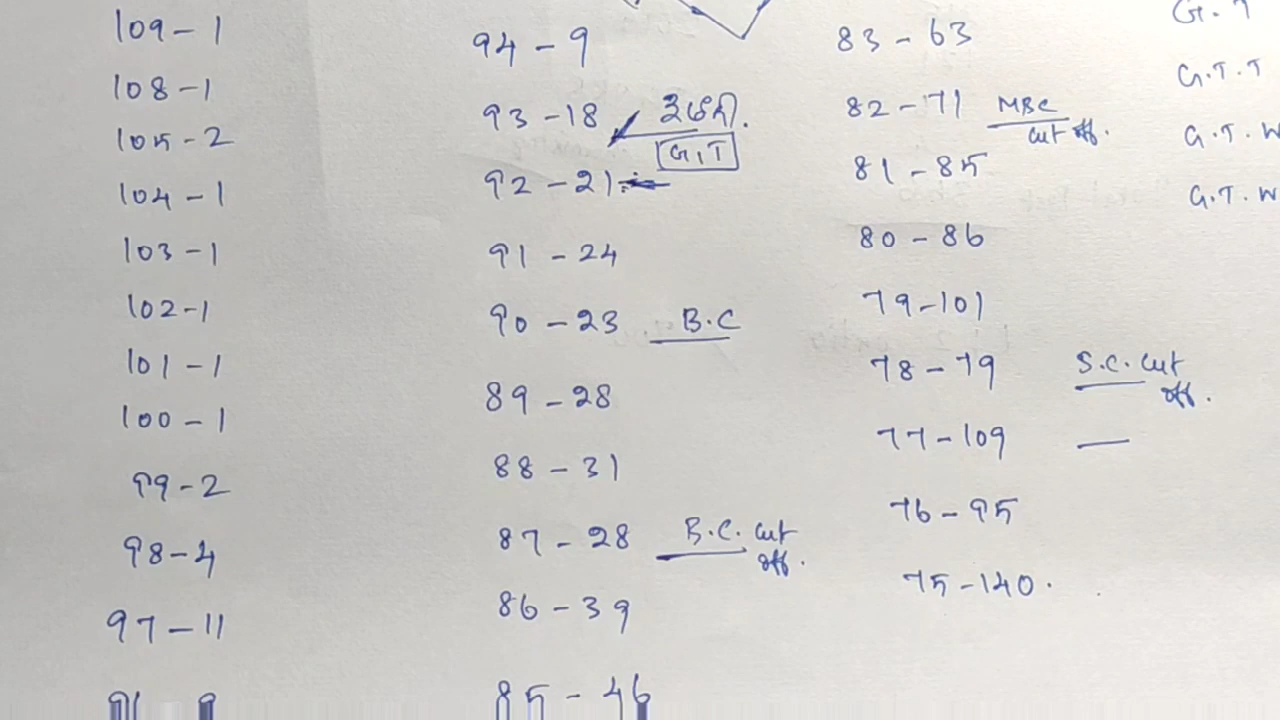 109 - 1
108 - 1
105 - 2
104 - 1
103 - 1
102 - 1
101 - 1
100 - 1
99 - 2
98 - 4
97 - 11
94 - 9
93 - 18
G.T
92 - 21
91 - 24
90 - 23 B.C
89 - 28
88 - 31
87 - 28 B.C. cut
off.
86 - 39
85 - 46
83 - 63
82 - 71 MBC
cut off.
81 - 85
80 - 86
79 - 101
78 - 79 S.C. cut
off.
77 - 109 —
76 - 95
75 - 140.
G.T
G.T.T
G.T.W
G.T.W